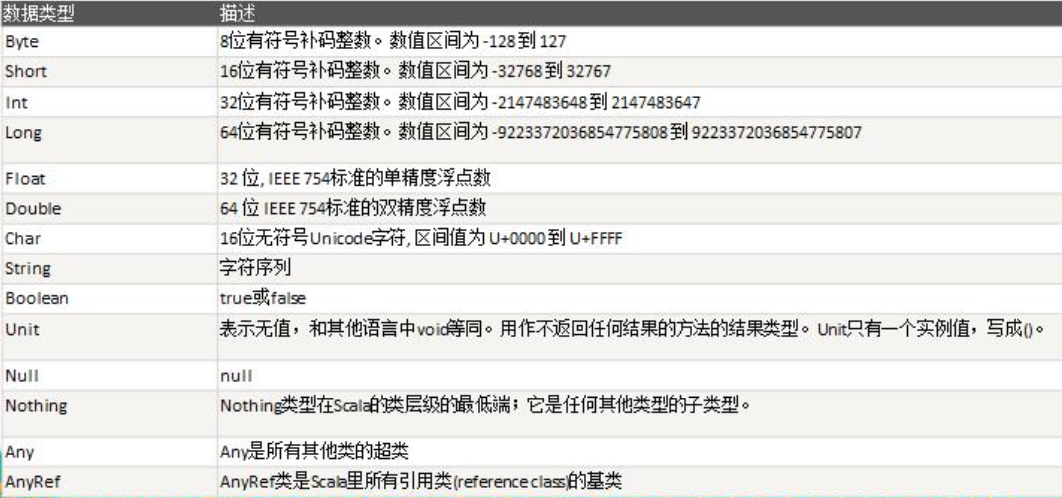 数据类型 描述
Byte 8位有符号补码整数。数值区间为 -128 到 127
Short 16位有符号补码整数。数值区间为 -32768 到 32767
Int 32位有符号补码整数。数值区间为 -2147483648 到 2147483647
Long 64位有符号补码整数。数值区间为 -9223372036854775808 到 9223372036854775807
Float 32 位, IEEE 754标准的单精度浮点数
Double 64 位 IEEE 754标准的双精度浮点数
Char 16位无符号Unicode字符, 区间值为 U+0000 到 U+FFFF
String 字符序列
Boolean true或false
Unit 表示无值，和其他语言中void等同。用作不返回任何结果的方法的结果类型。Unit只有一个实例值，写成()。
Null null
Nothing Nothing类型在Scala的类层级的最低端；它是任何其他类型的子类型。
Any Any是所有其他类的超类
AnyRef AnyRef类是Scala里所有引用类(reference class)的基类